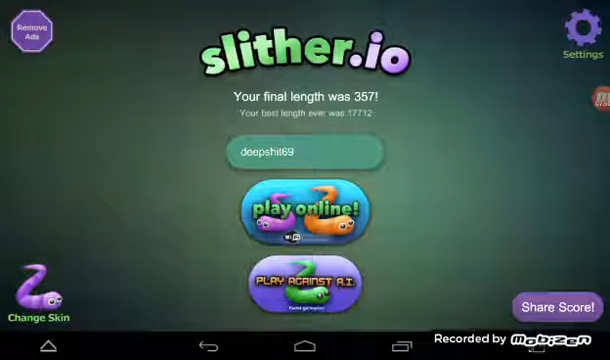 Remove
Ads
slither.io
Settings
Your final length was 357!
Your best length ever was 17712
deepshit69
play online!
PLAY AGAINST A.I.
Change Skin
Share Score!
Recorded by Mobizen